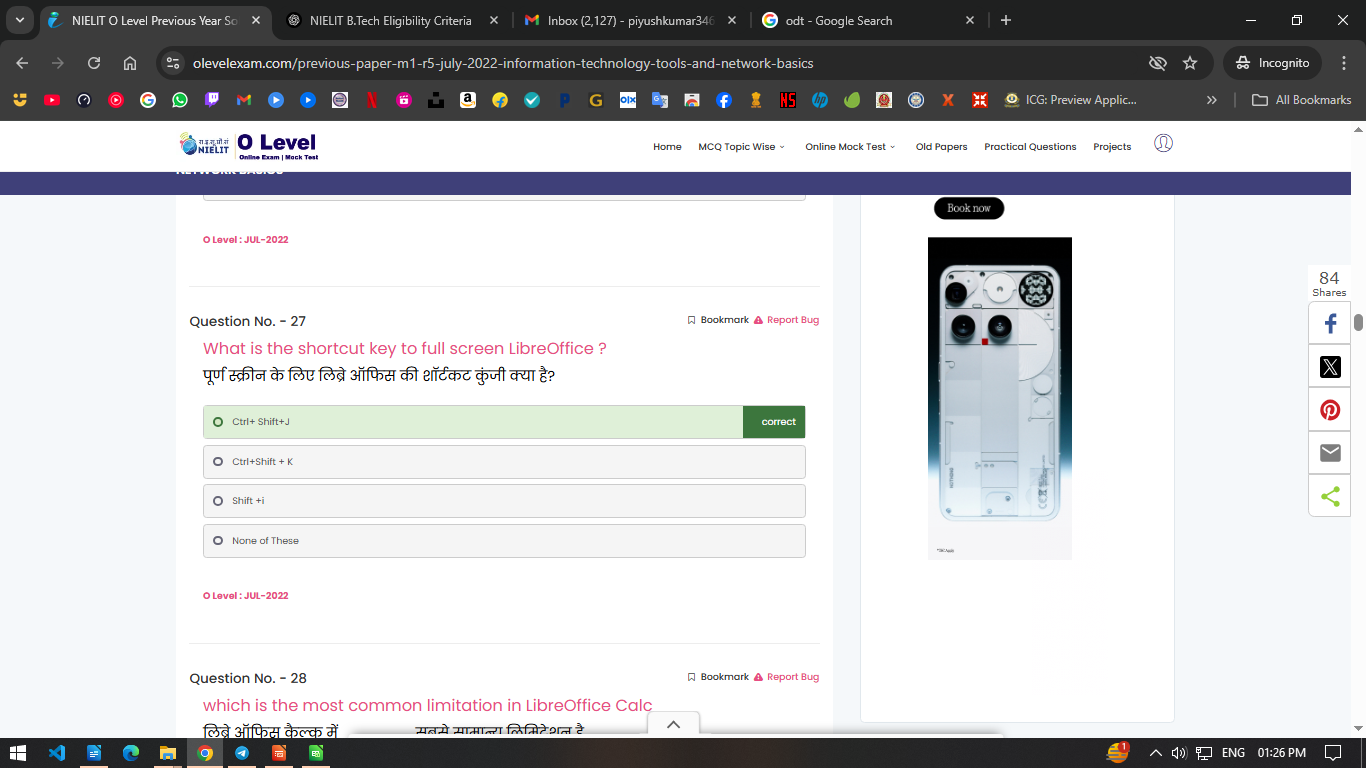 NIELIT O Level Previous Year So
NIELIT B.Tech Eligibility Criteria
Inbox (2,127) - piyushkumar346
odt - Google Search
olevelexam.com/previous-paper-m1-r5-july-2022-information-technology-tools-and-network-basics
Incognito
ICG: Preview Applic...
All Bookmarks
NIELIT
O Level
Online Exam | Mock Test
Home
MCQ Topic Wise
Online Mock Test
Old Papers
Practical Questions
Projects
NETWORK BASICS
Book now
O Level : JUL-2022
84
Shares
Question No. - 27
Bookmark
Report Bug
What is the shortcut key to full screen LibreOffice ?
पूर्ण स्क्रीन के लिए लिब्रे ऑफिस की शॉर्टकट कुंजी क्या है?
Ctrl+ Shift+J
correct
Ctrl+Shift + K
Shift +i
None of These
O Level : JUL-2022
Question No. - 28
Bookmark
Report Bug
which is the most common limitation in LibreOffice Calc
लिब्रे ऑफिस कैल्क में सबसे सामान्य लिमिटेशन है
ENG
01:26 PM